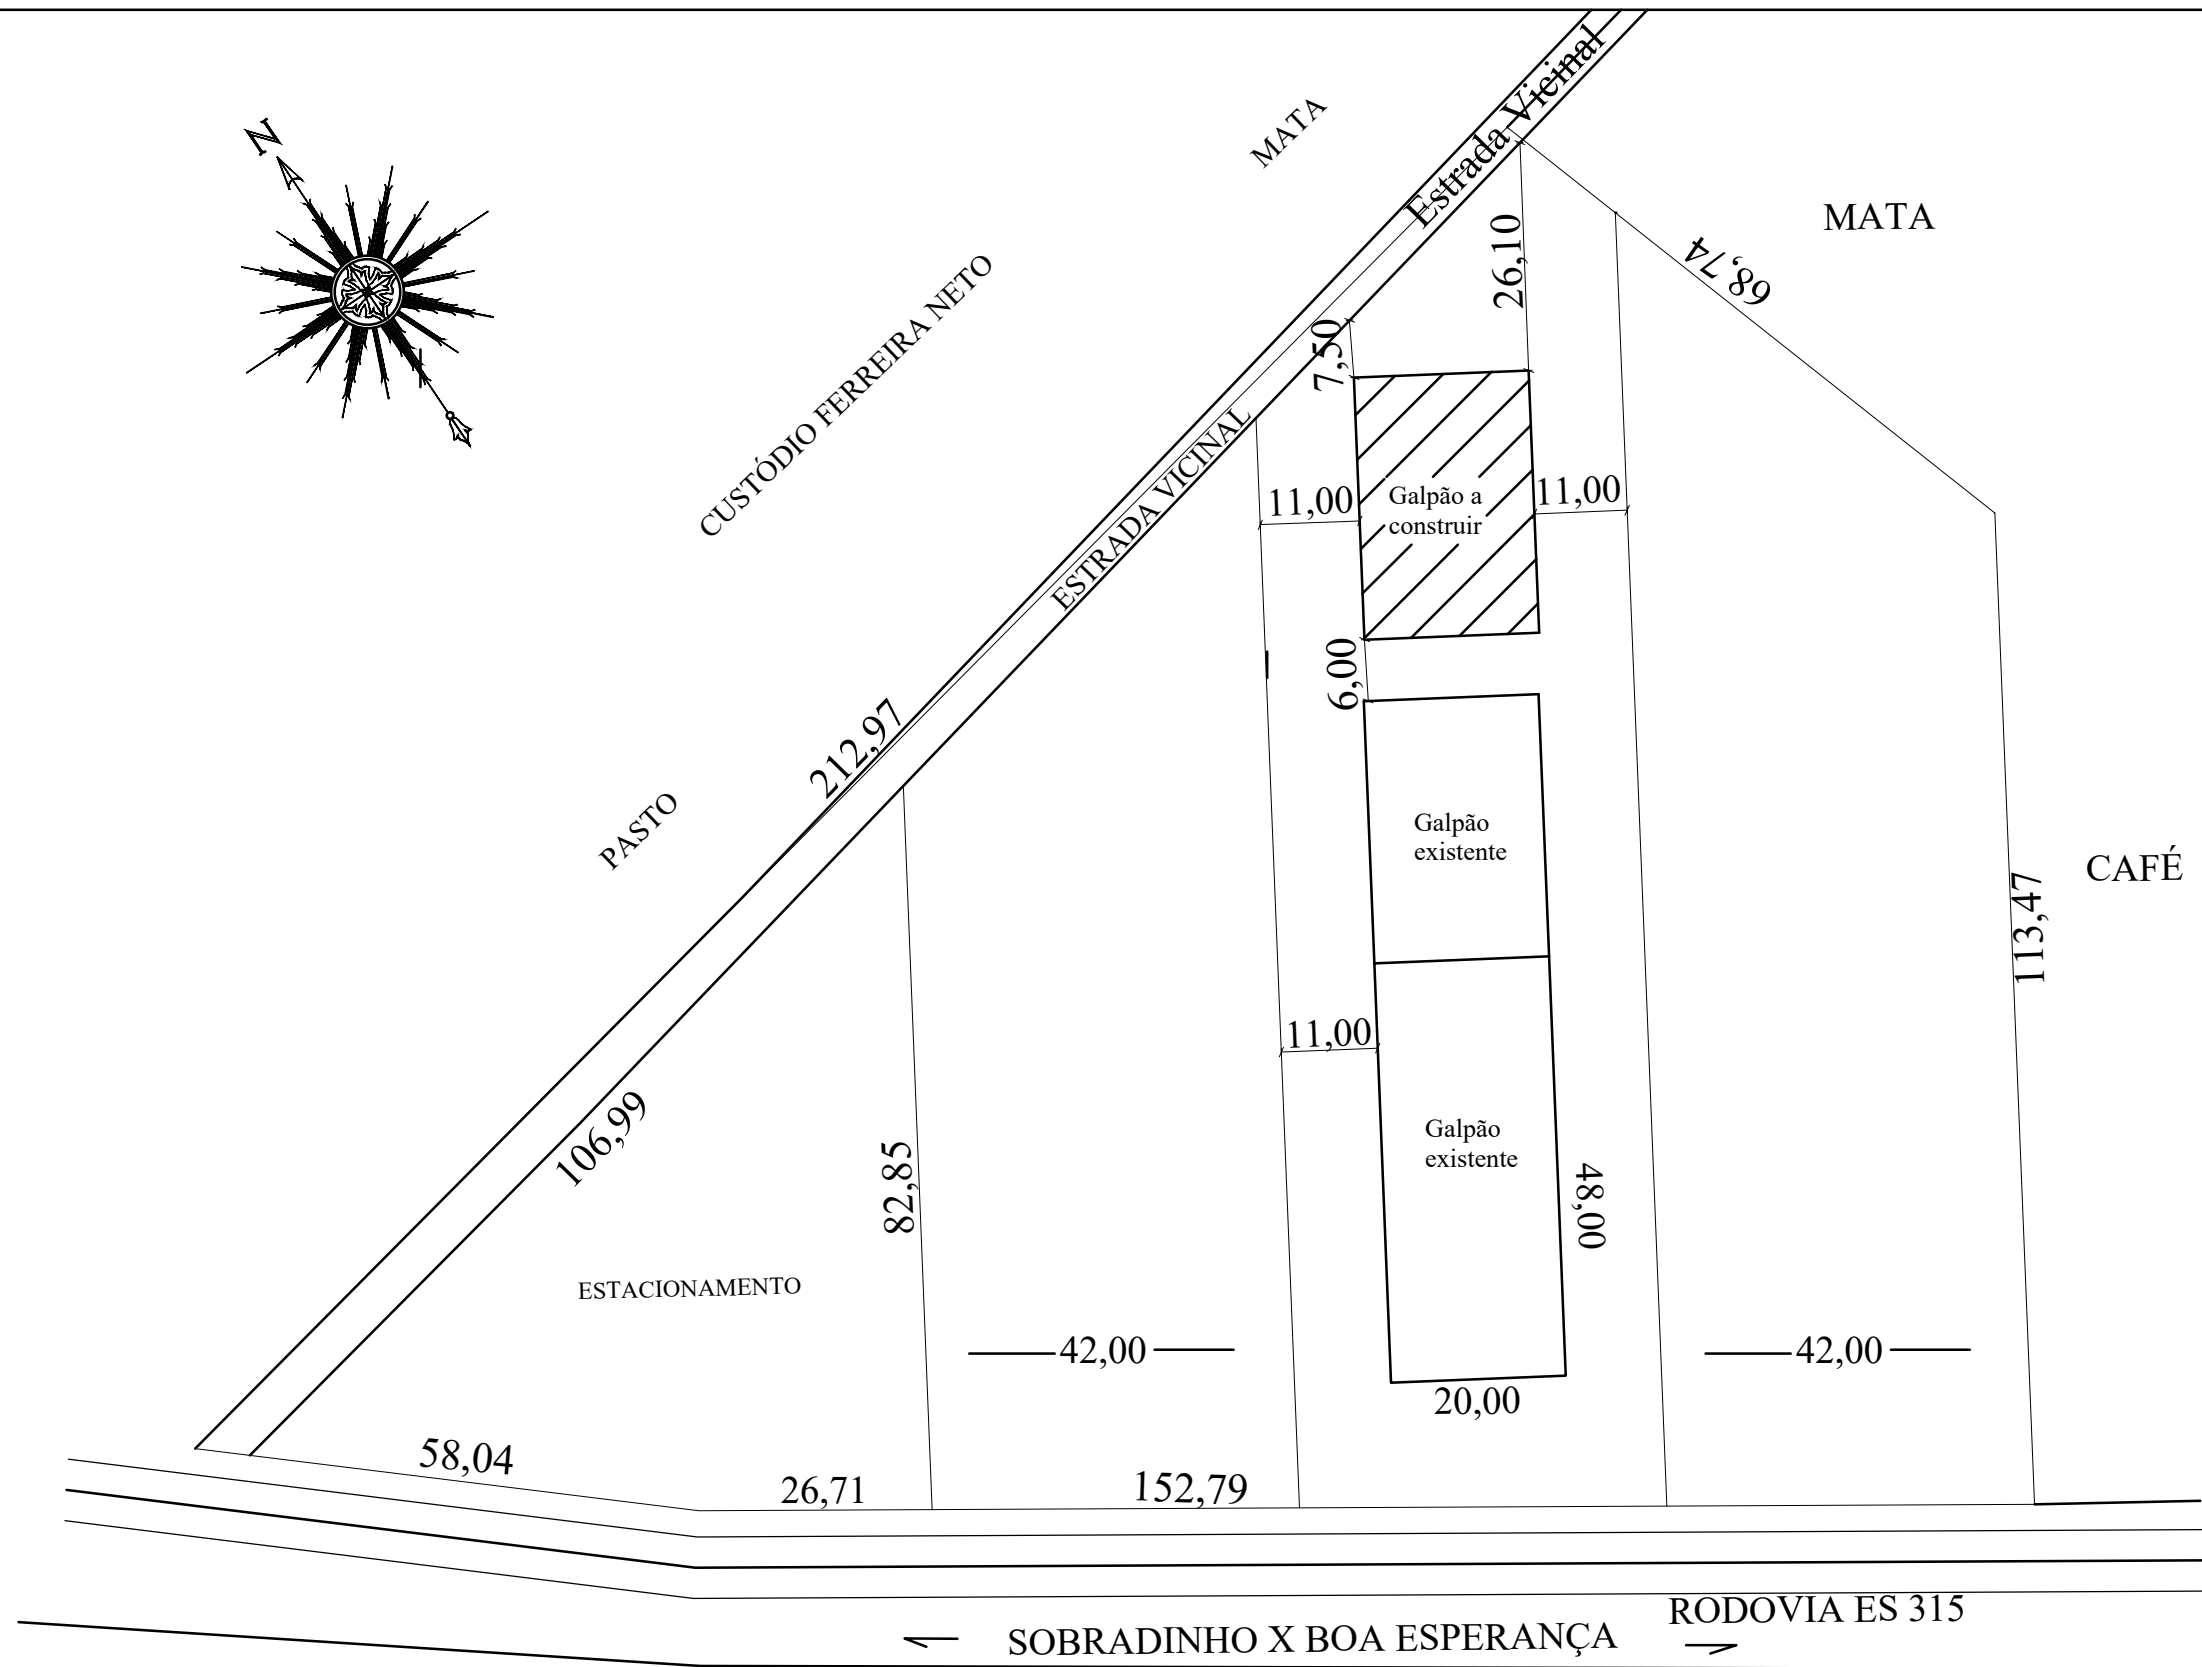 Estrada Vicinal
N
MATA
MATA
26,10
68,74
CUSTÓDIO FERREIRA NETO
7,50
ESTRADA VICINAL
11,00
Galpão a
construir
11,00
6,00
212,97
PASTO
Galpão
existente
CAFÉ
113,47
11,00
106,99
82,85
Galpão
existente
48,00
ESTACIONAMENTO
42,00
42,00
20,00
58,04
26,71
152,79
RODOVIA ES 315
SOBRADINHO X BOA ESPERANÇA